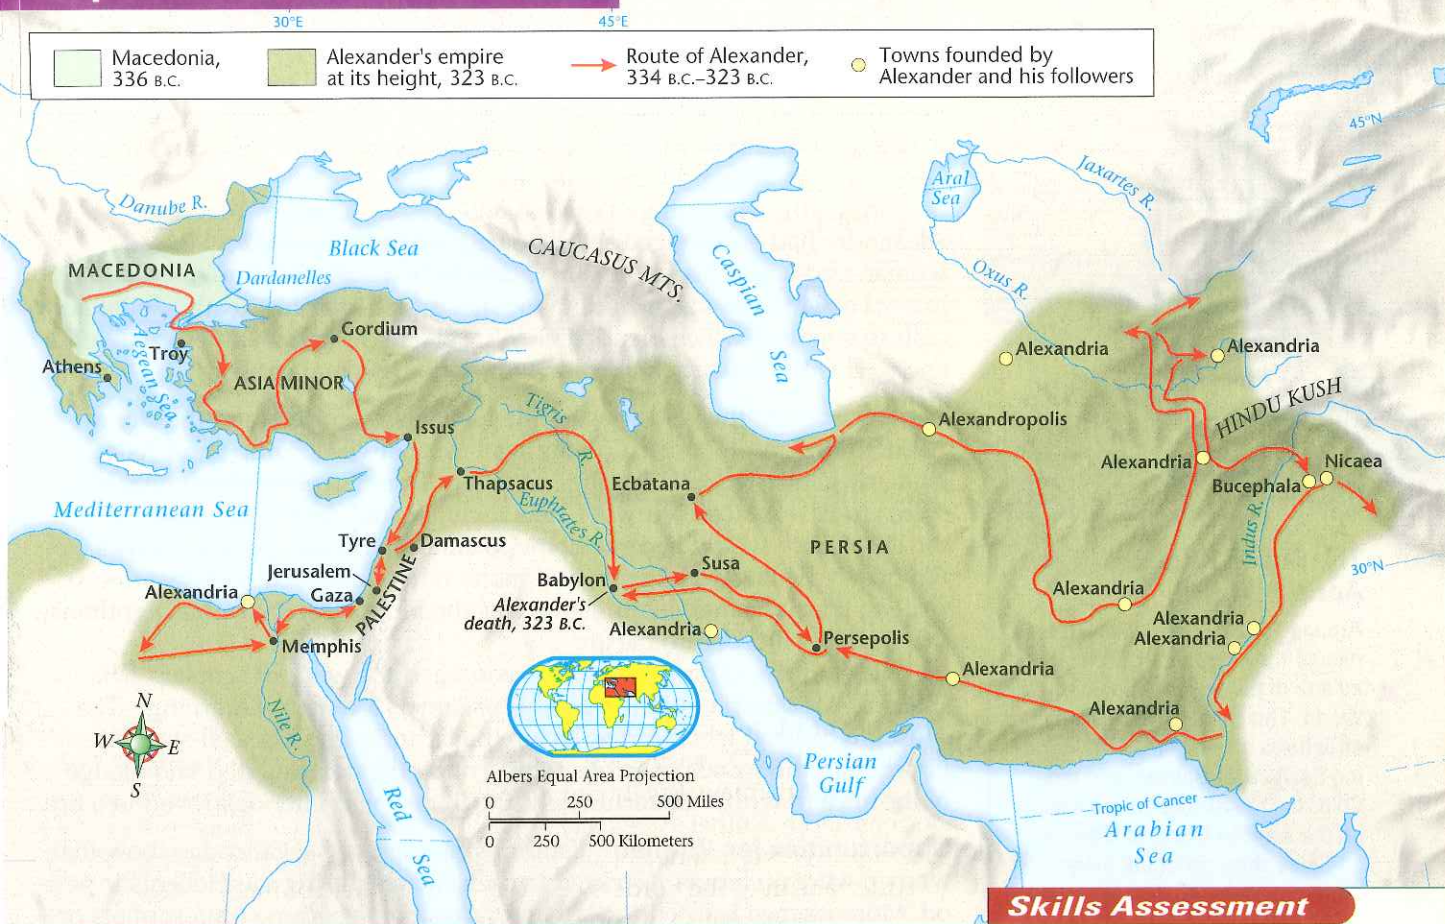 30°E
45°E
Macedonia,
336 B.C.
Alexander's empire
at its height, 323 B.C.
Route of Alexander,
334 B.C.–323 B.C.
Towns founded by
Alexander and his followers
45°N
Jaxartes R.
Aral
Sea
Danube R.
Black Sea
CAUCASUS MTS.
Caspian
Sea
Oxus R.
MACEDONIA
Dardanelles
Gordium
Aegean Sea
Troy
Athens
ASIA MINOR
Alexandria
Alexandria
HINDU KUSH
Issus
Tigris
R.
Alexandropolis
Thapsacus
Ecbatana
Alexandria
Nicaea
Bucephala
Mediterranean Sea
Euphrates R.
Indus R.
Tyre
Damascus
PERSIA
Jerusalem
Gaza
PALESTINE
Susa
30°N
Alexandria
Babylon
Alexander's
death, 323 B.C.
Alexandria
Alexandria
Alexandria
Alexandria
Memphis
Persepolis
Alexandria
Alexandria
N
W
E
S
Nile R.
Persian
Gulf
Albers Equal Area Projection
0
250
500 Miles
0
250
500 Kilometers
Red
Sea
Tropic of Cancer
Arabian
Sea
Skills Assessment